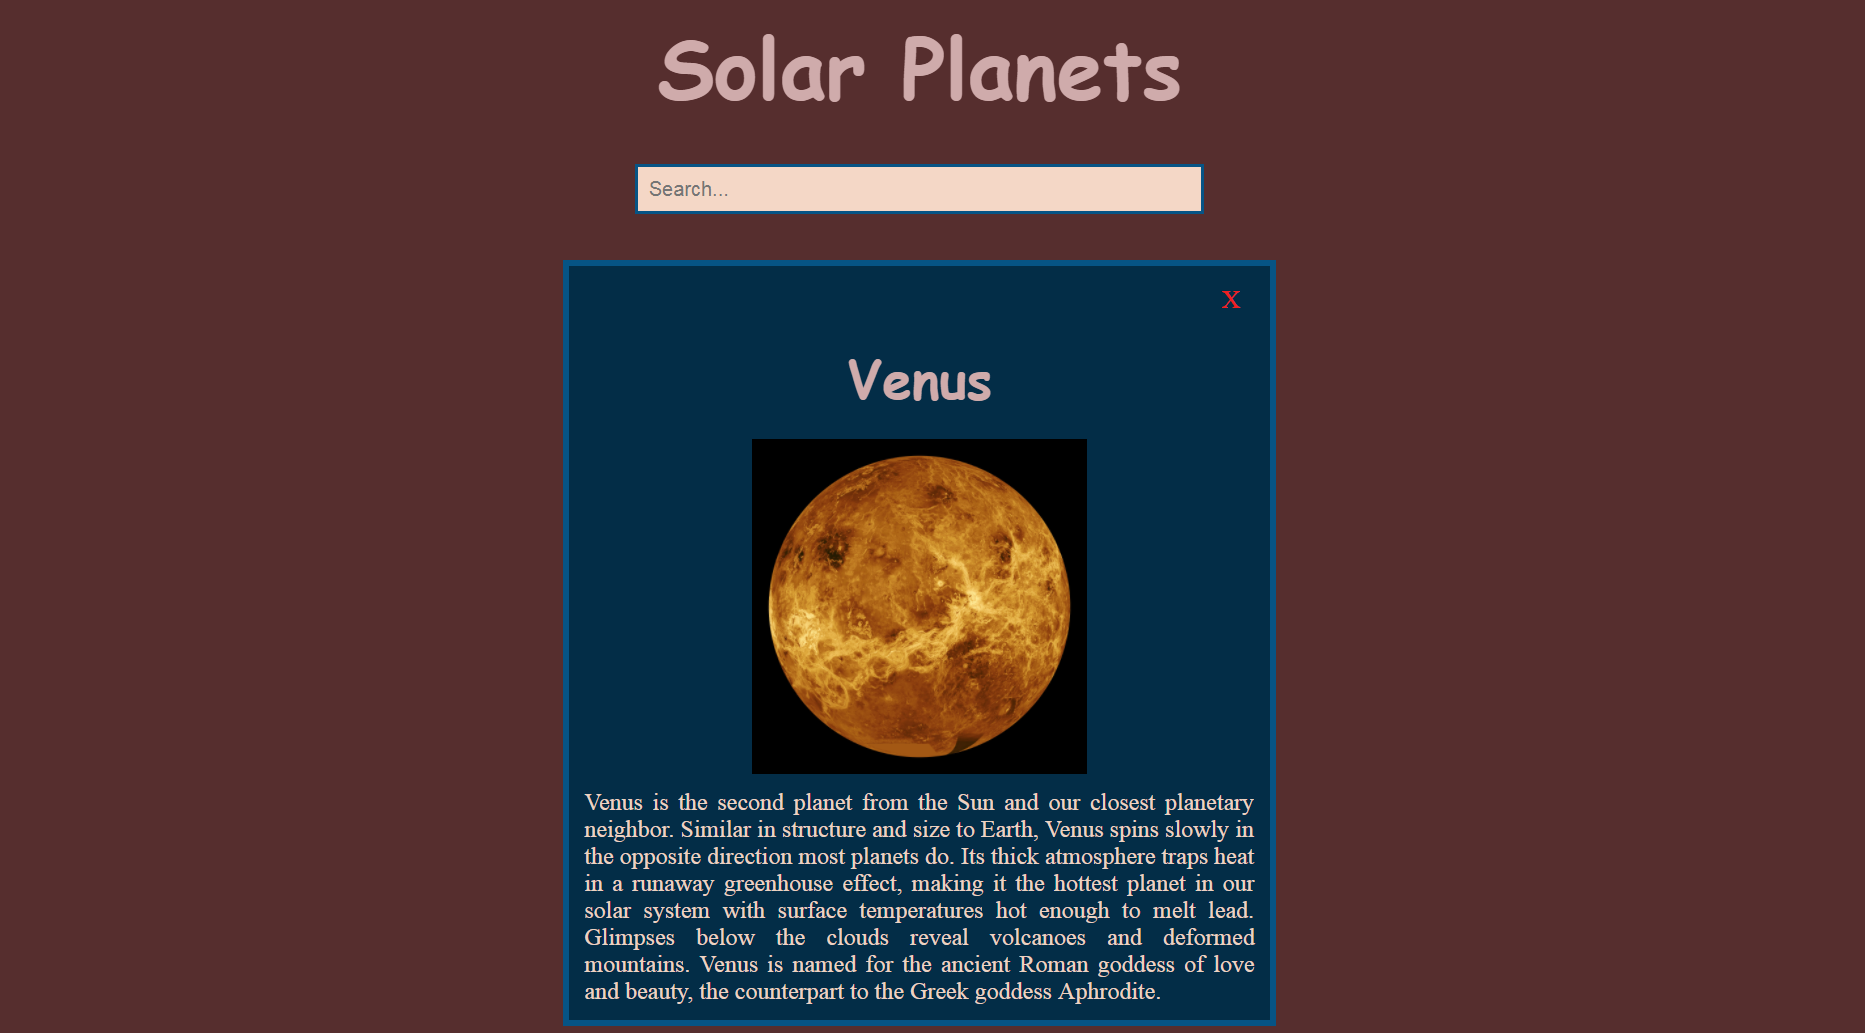 Solar Planets
Search...
x
Venus
Venus is the second planet from the Sun and our closest planetary
neighbor. Similar in structure and size to Earth, Venus spins slowly in
the opposite direction most planets do. Its thick atmosphere traps heat
in a runaway greenhouse effect, making it the hottest planet in our
solar system with surface temperatures hot enough to melt lead.
Glimpses below the clouds reveal volcanoes and deformed
mountains. Venus is named for the ancient Roman goddess of love
and beauty, the counterpart to the Greek goddess Aphrodite.